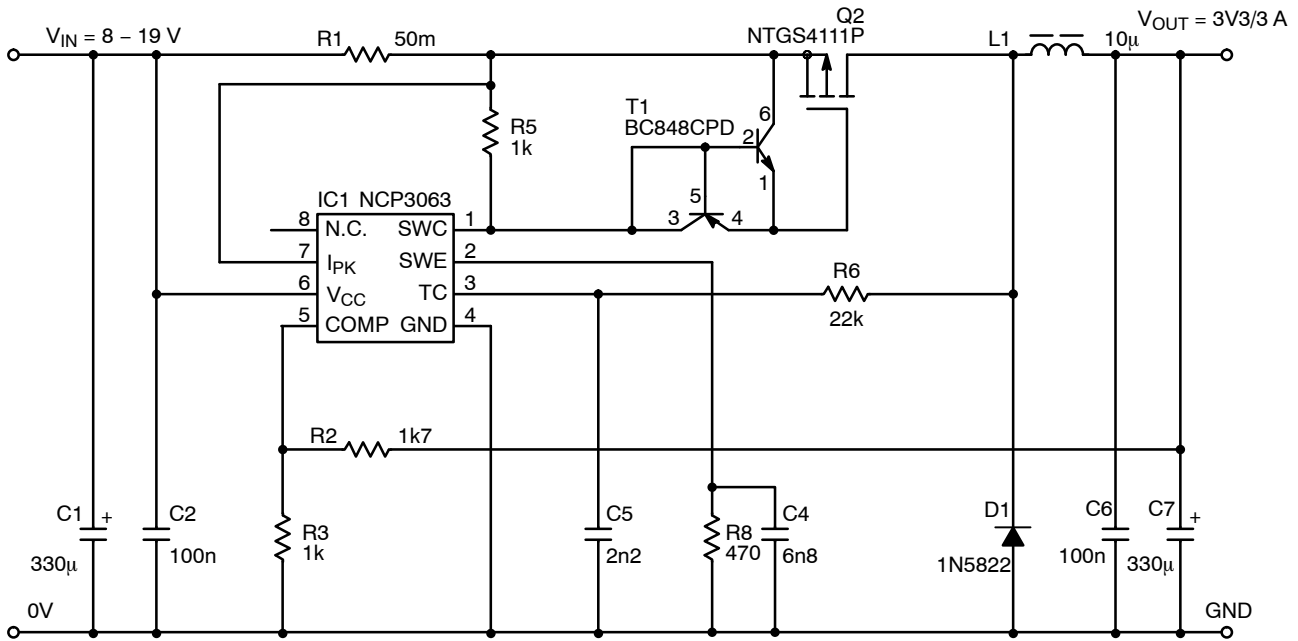 V_IN = 8 – 19 V
R1
50m
Q2
NTGS4111P
L1
10µ
V_OUT = 3V3/3 A
R5
1k
T1
BC848CPD
6
2
1
5
3
4
IC1 NCP3063
8
N.C.
SWC
1
7
I_PK
SWE
2
6
V_CC
TC
3
5
COMP
GND
4
R6
22k
R2
1k7
C1
+
330µ
C2
100n
R3
1k
C5
2n2
R8
470
C4
6n8
D1
1N5822
C6
100n
C7
+
330µ
0V
GND